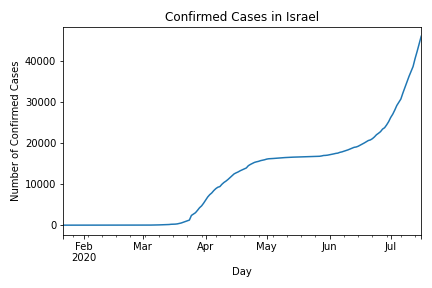 Confirmed Cases in Israel
Number of Confirmed Cases
40000
30000
20000
10000
0
Feb
2020
Mar
Apr
May
Jun
Jul
Day